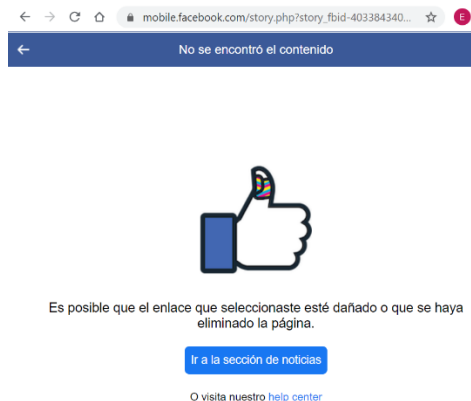 mobile.facebook.com/story.php?story_fbid=403384340...
E
No se encontró el contenido
Es posible que el enlace que seleccionaste esté dañado o que se haya
eliminado la página.
Ir a la sección de noticias
O visita nuestro help center